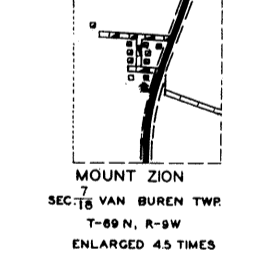 MOUNT ZION
SEC. 7/18 VAN BUREN TWP.
T-69 N, R-9W
ENLARGED 4.5 TIMES